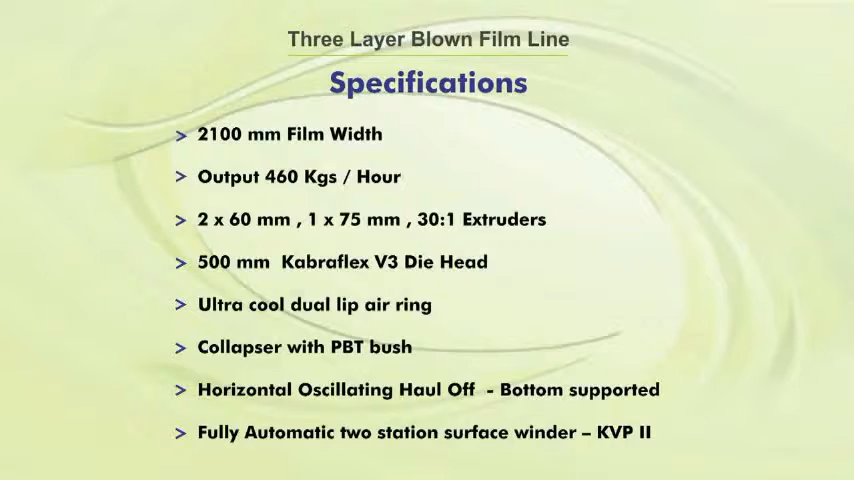 Three Layer Blown Film Line
Specifications
> 2100 mm Film Width
> Output 460 Kgs / Hour
> 2 x 60 mm , 1 x 75 mm , 30:1 Extruders
> 500 mm  Kabraflex V3 Die Head
> Ultra cool dual lip air ring
> Collapser with PBT bush
> Horizontal Oscillating Haul Off  - Bottom supported
> Fully Automatic two station surface winder – KVP II